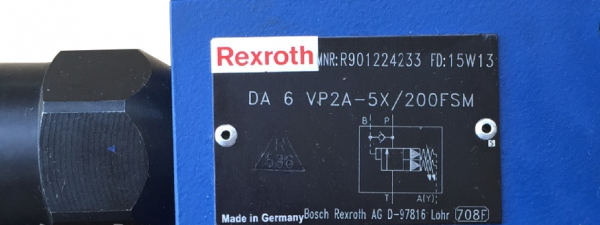 Rexroth MNR:R901224233 FD:15W13
DA 6 VP2A-5X/200FSM
B P
H
536
T A(Y)
Made in Germany Bosch Rexroth AG D-97816 Lohr 708F